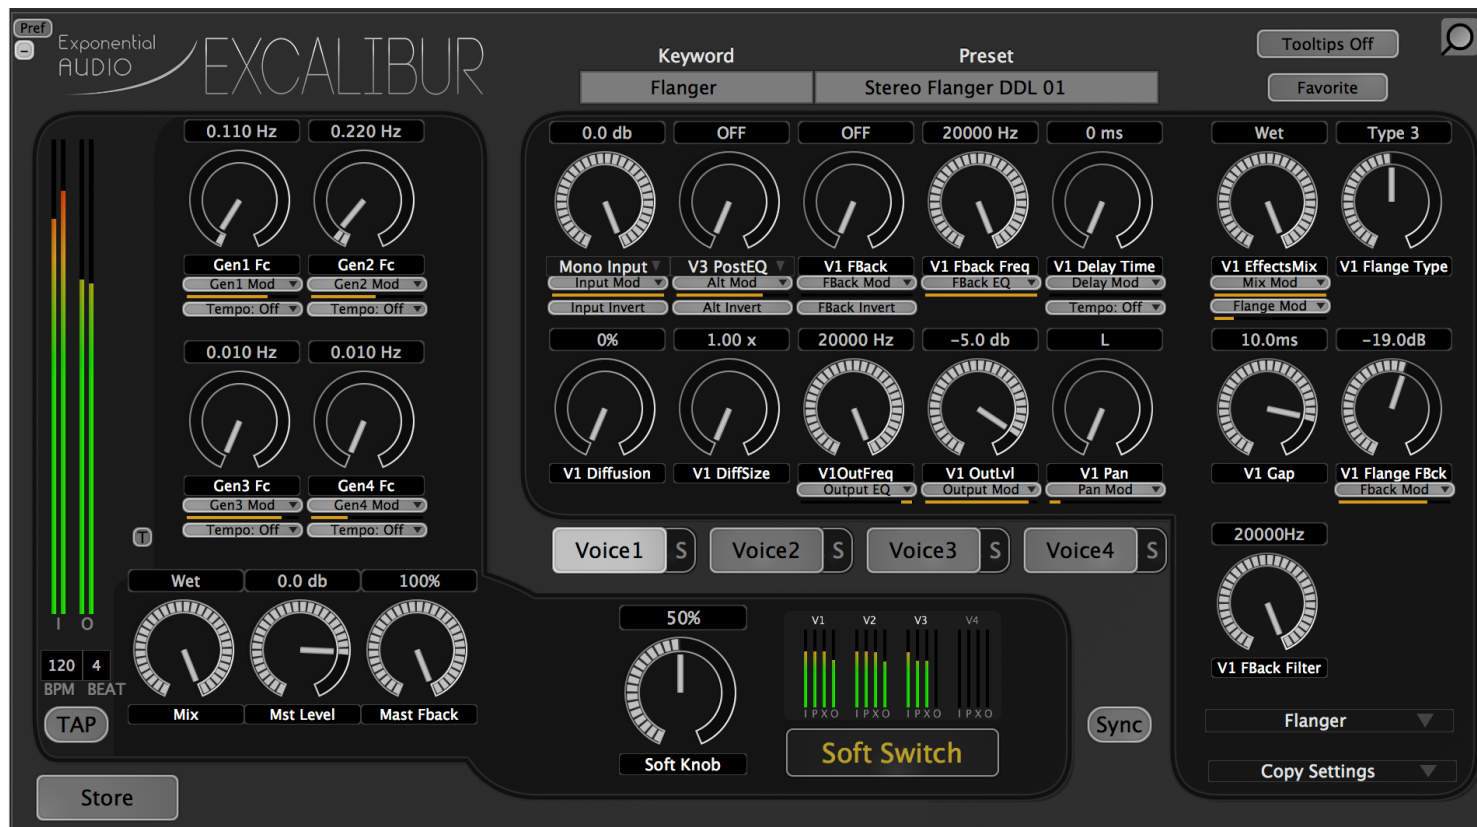 Pref
–
Exponential
AUDIO
EXCALIBUR
Keyword
Preset
Flanger
Stereo Flanger DDL 01
Tooltips Off
Favorite
0.110 Hz
0.220 Hz
Gen1 Fc
Gen2 Fc
Gen1 Mod
Gen2 Mod
Tempo: Off
Tempo: Off
0.010 Hz
0.010 Hz
Gen3 Fc
Gen4 Fc
Gen3 Mod
Gen4 Mod
Tempo: Off
Tempo: Off
T
I O
120 4
BPM BEAT
TAP
Wet
0.0 db
100%
Mix
Mst Level
Mast Fback
Store
0.0 db
OFF
OFF
20000 Hz
0 ms
Mono Input
V3 PostEQ
V1 FBack
V1 Fback Freq
V1 Delay Time
Input Mod
Alt Mod
FBack Mod
FBack EQ
Delay Mod
Input Invert
Alt Invert
FBack Invert
Tempo: Off
0%
1.00 x
20000 Hz
-5.0 db
L
V1 Diffusion
V1 DiffSize
V1OutFreq
V1 OutLvl
V1 Pan
Output EQ
Output Mod
Pan Mod
Voice1 S
Voice2 S
Voice3 S
Voice4 S
50%
Soft Knob
V1 V2 V3 V4
I P X O I P X O I P X O I P X O
Soft Switch
Sync
Wet
Type 3
V1 EffectsMix
V1 Flange Type
Mix Mod
Flange Mod
10.0ms
-19.0dB
V1 Gap
V1 Flange FBck
Fback Mod
20000Hz
V1 FBack Filter
Flanger
Copy Settings